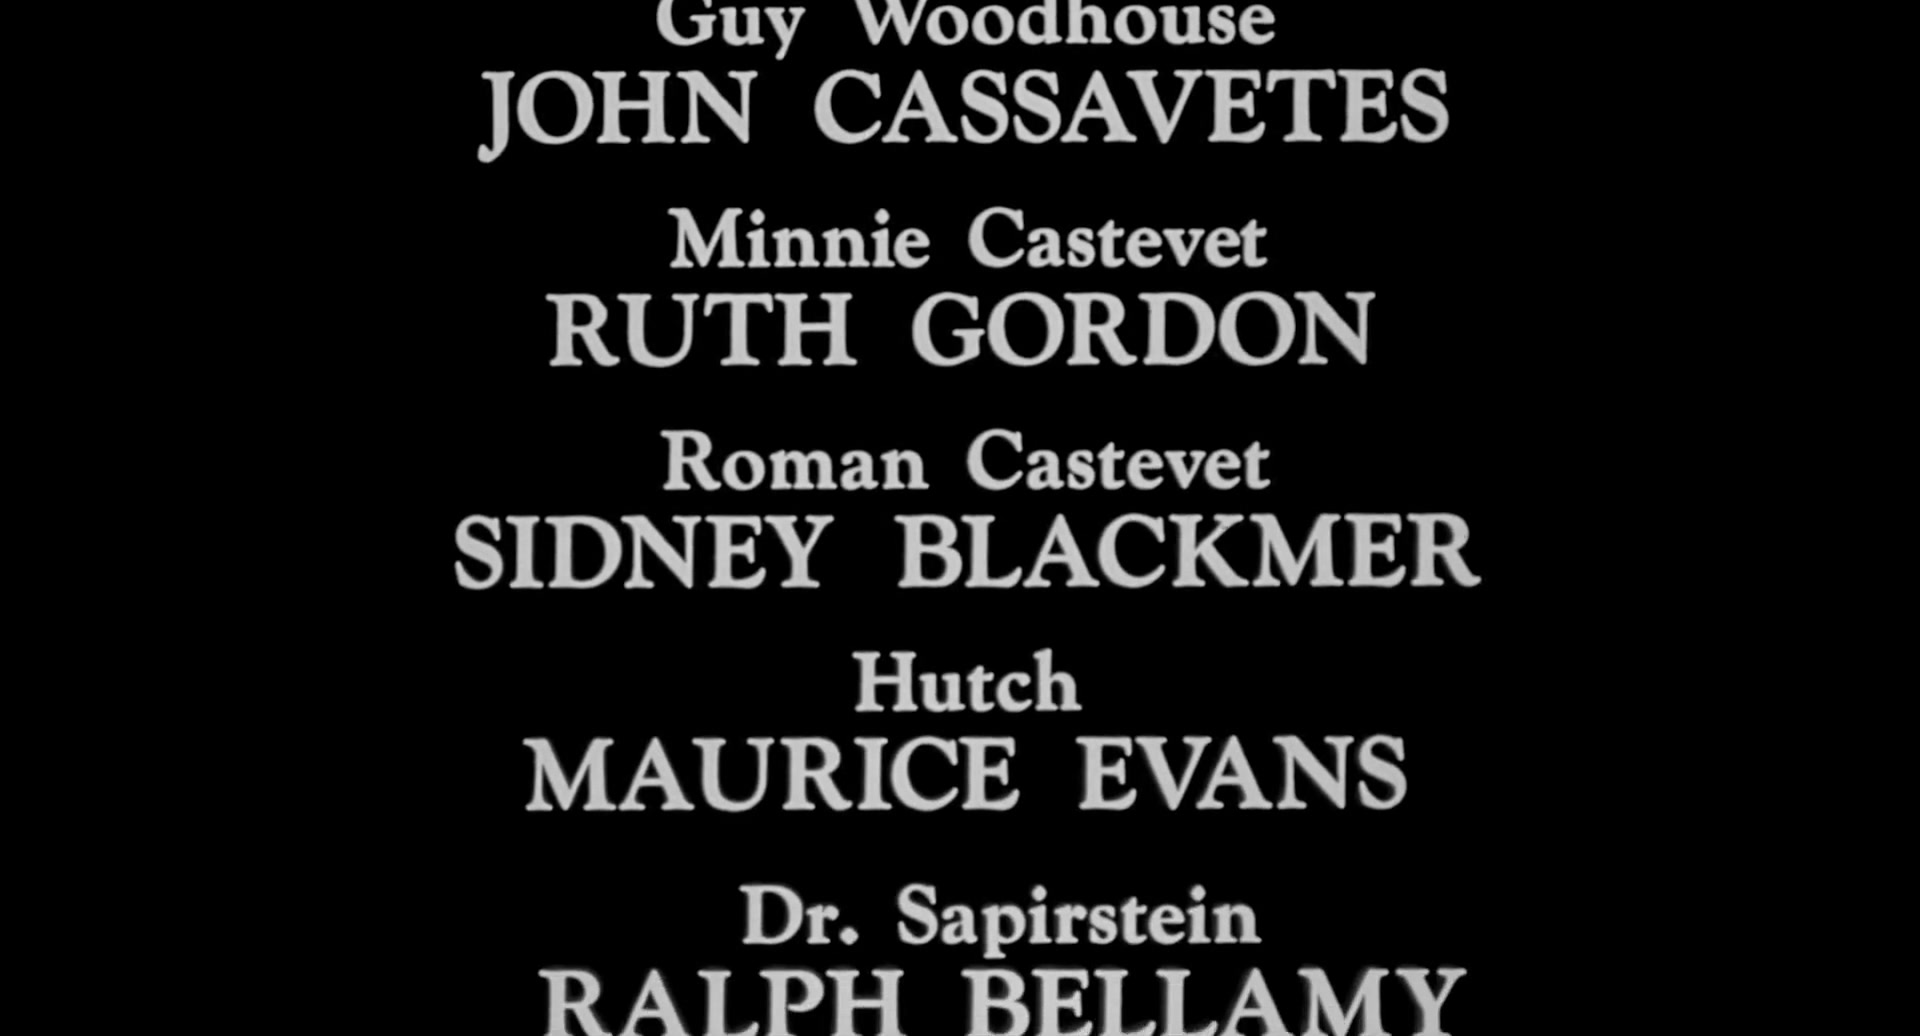 Guy Woodhouse
JOHN CASSAVETES
Minnie Castevet
RUTH GORDON
Roman Castevet
SIDNEY BLACKMER
Hutch
MAURICE EVANS
Dr. Sapirstein
RALPH BELLAMY